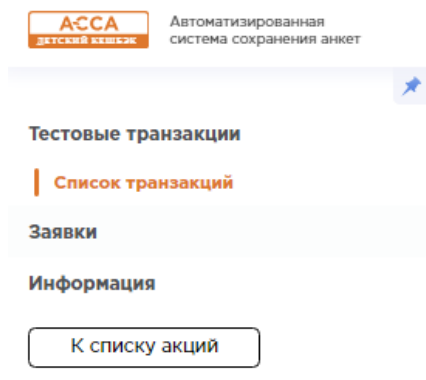 АССА
ДЕТСКИЙ КЕШБЭК
Автоматизированная
система сохранения анкет
Тестовые транзакции
Список транзакций
Заявки
Информация
К списку акций